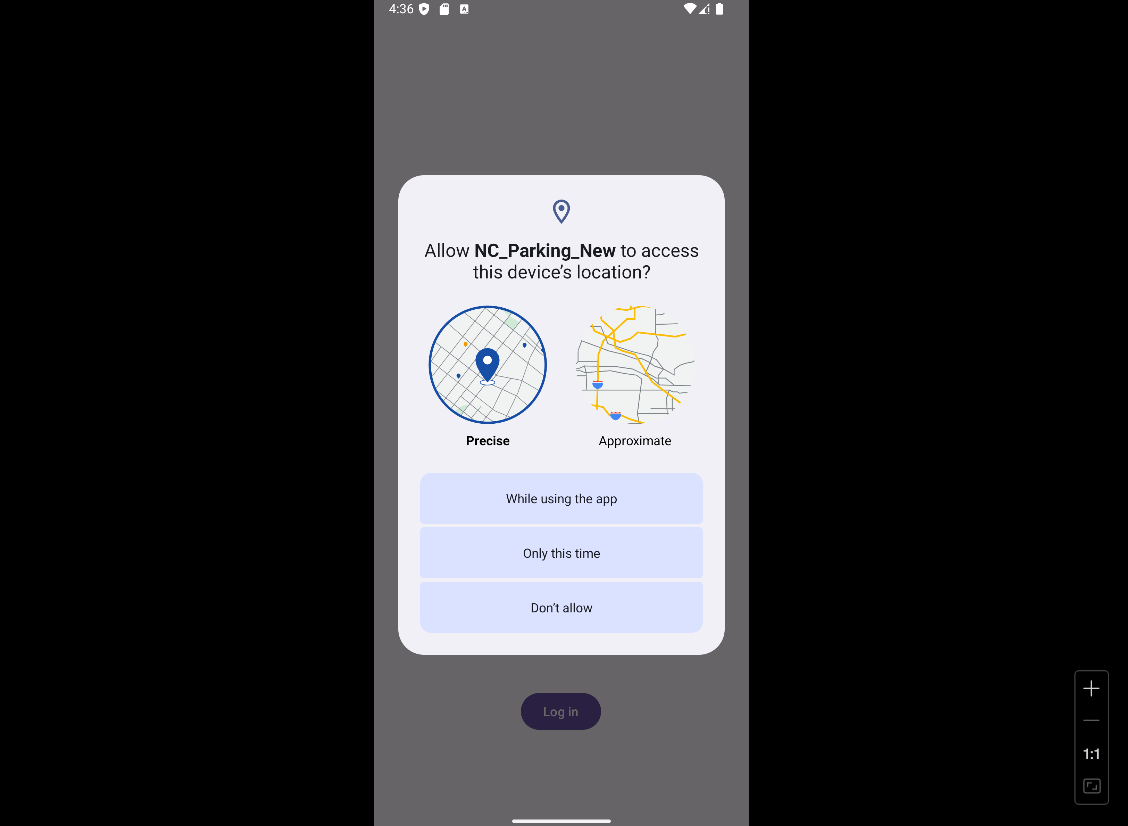 4:36
Allow NC_Parking_New to access
this device's location?
Precise
Approximate
While using the app
Only this time
Don't allow
Log in
1:1